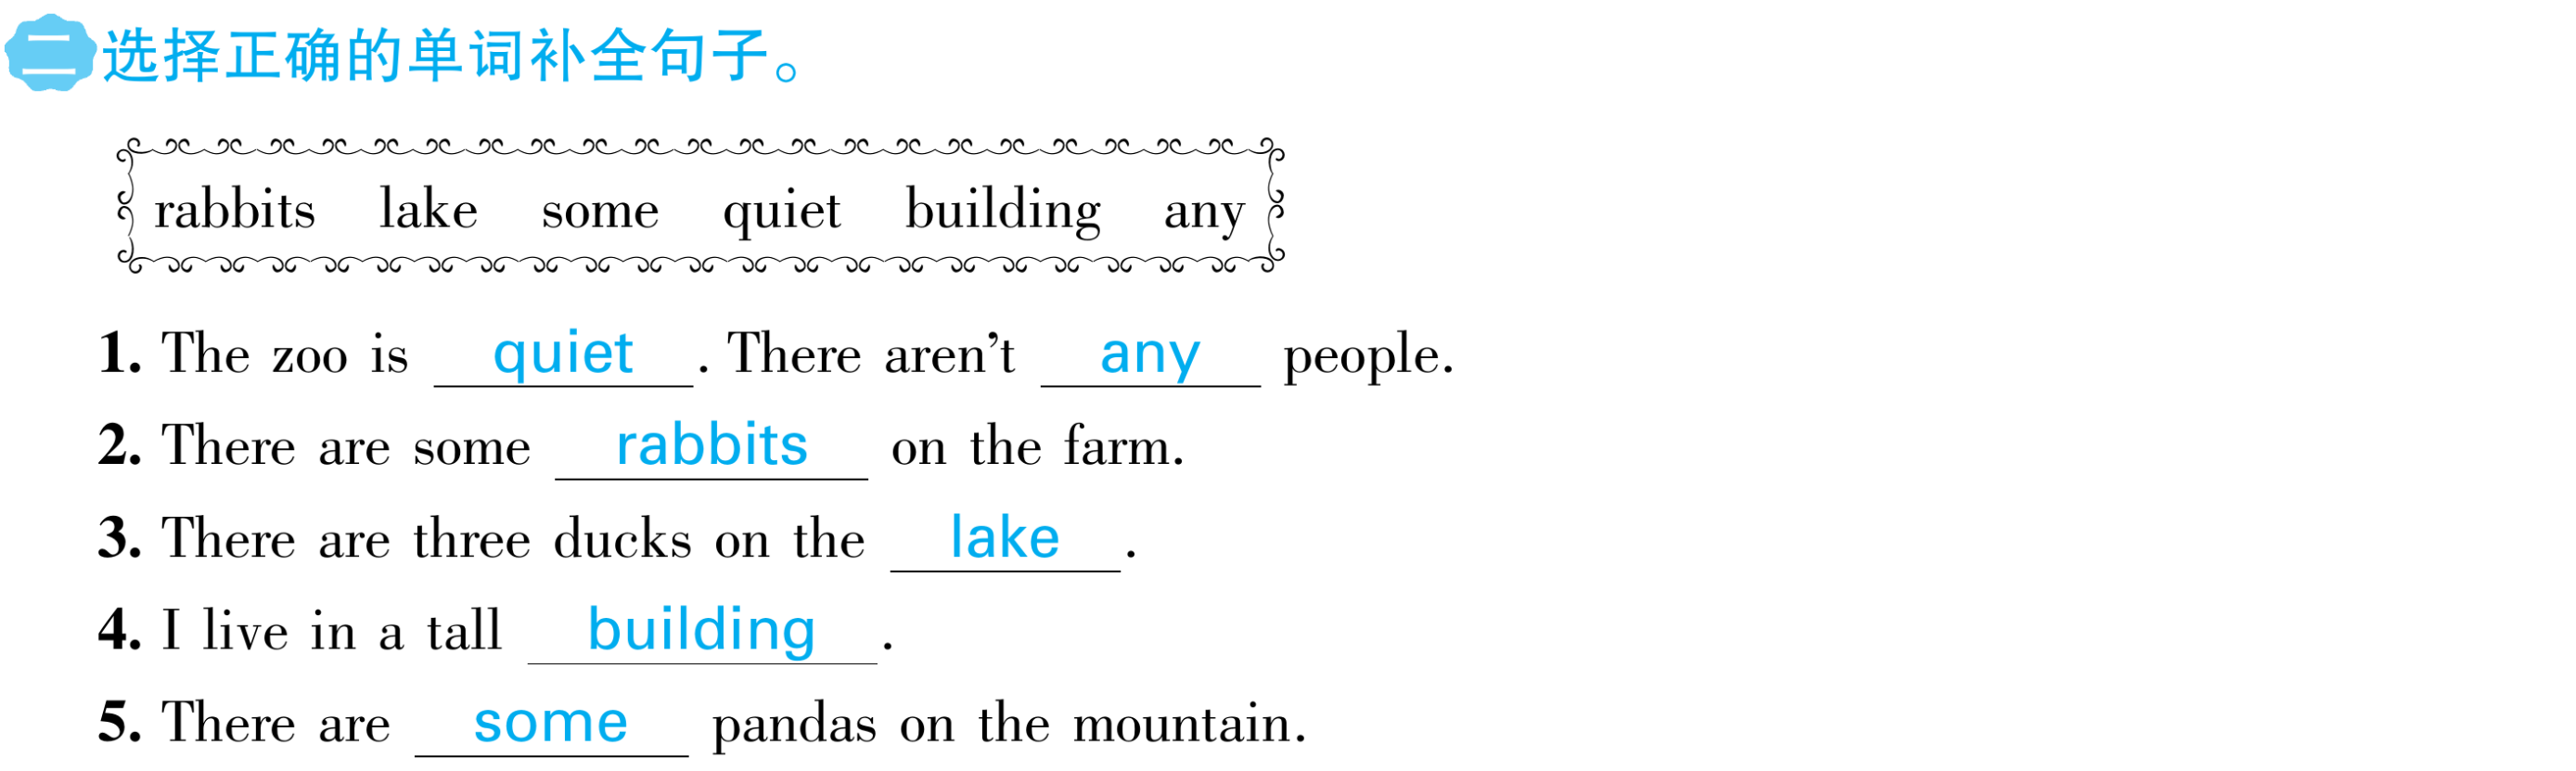 二 选择正确的单词补全句子。
rabbits lake some quiet building any
1. The zoo is quiet. There aren't any people.
2. There are some rabbits on the farm.
3. There are three ducks on the lake.
4. I live in a tall building.
5. There are some pandas on the mountain.